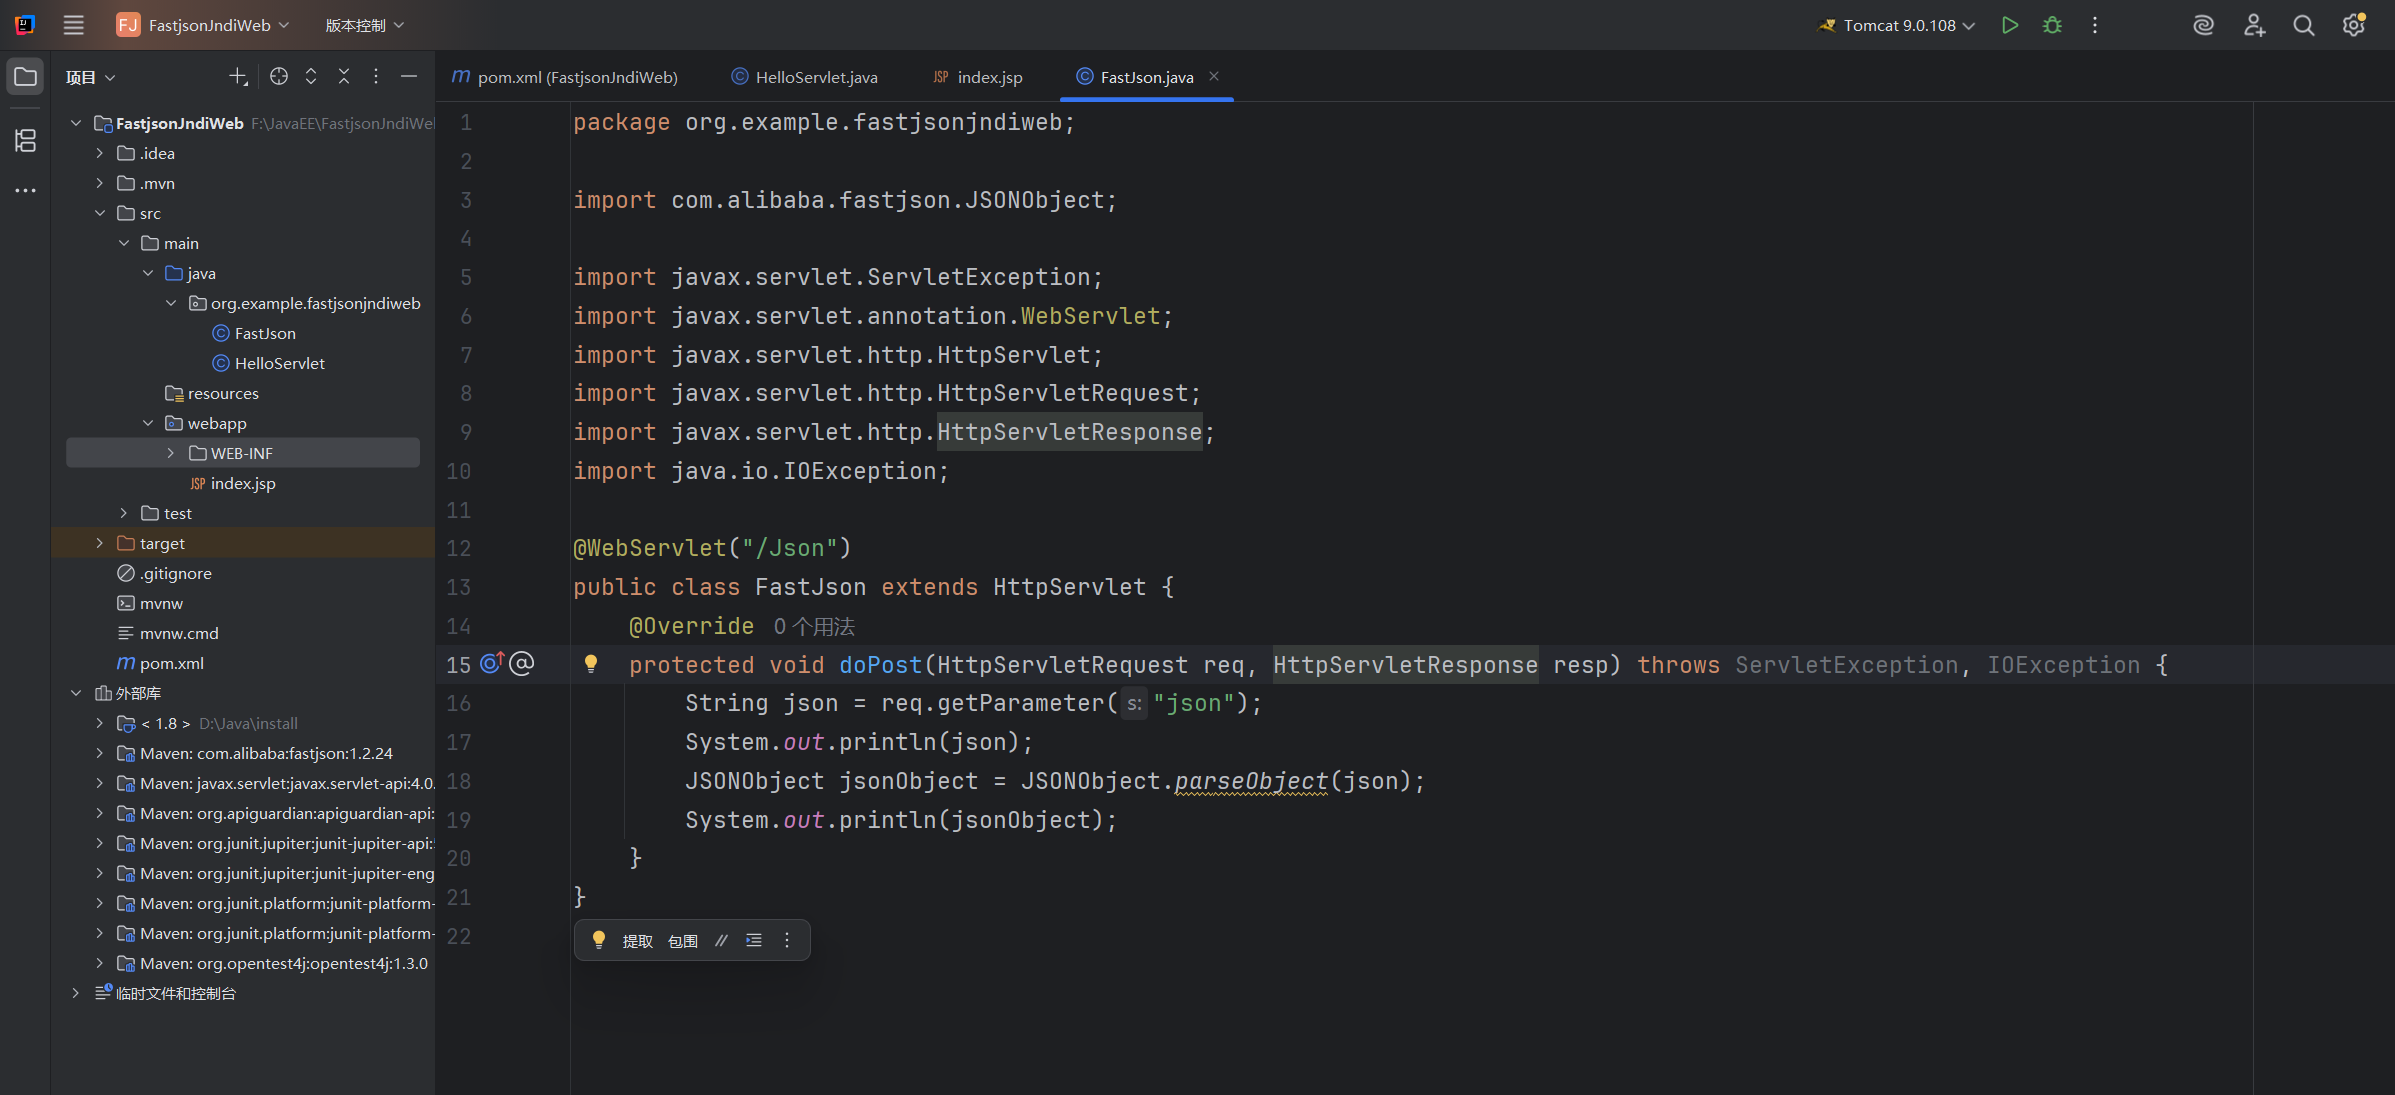 FJ FastjsonJndiWeb 版本控制 Tomcat 9.0.108
项目
FastjsonJndiWeb F:\JavaEE\FastjsonJndiWe
.idea
.mvn
src
main
java
org.example.fastjsonjndiweb
FastJson
HelloServlet
resources
webapp
WEB-INF
JSP index.jsp
test
target
.gitignore
mvnw
mvnw.cmd
m pom.xml
外部库
< 1.8 > D:\Java\install
Maven: com.alibaba:fastjson:1.2.24
Maven: javax.servlet:javax.servlet-api:4.0.
Maven: org.apiguardian:apiguardian-api:
Maven: org.junit.jupiter:junit-jupiter-api:
Maven: org.junit.jupiter:junit-jupiter-eng
Maven: org.junit.platform:junit-platform-
Maven: org.junit.platform:junit-platform-
Maven: org.opentest4j:opentest4j:1.3.0
临时文件和控制台
m pom.xml (FastjsonJndiWeb) C HelloServlet.java JSP index.jsp C FastJson.java
1 package org.example.fastjsonjndiweb;
2
3 import com.alibaba.fastjson.JSONObject;
4
5 import javax.servlet.ServletException;
6 import javax.servlet.annotation.WebServlet;
7 import javax.servlet.http.HttpServlet;
8 import javax.servlet.http.HttpServletRequest;
9 import javax.servlet.http.HttpServletResponse;
10 import java.io.IOException;
11
12 @WebServlet("/Json")
13 public class FastJson extends HttpServlet {
14 @Override 0 个用法
15 protected void doPost(HttpServletRequest req, HttpServletResponse resp) throws ServletException, IOException {
16 String json = req.getParameter( s: "json");
17 System.out.println(json);
18 JSONObject jsonObject = JSONObject.parseObject(json);
19 System.out.println(jsonObject);
20 }
21 }
22
提取 包围 //